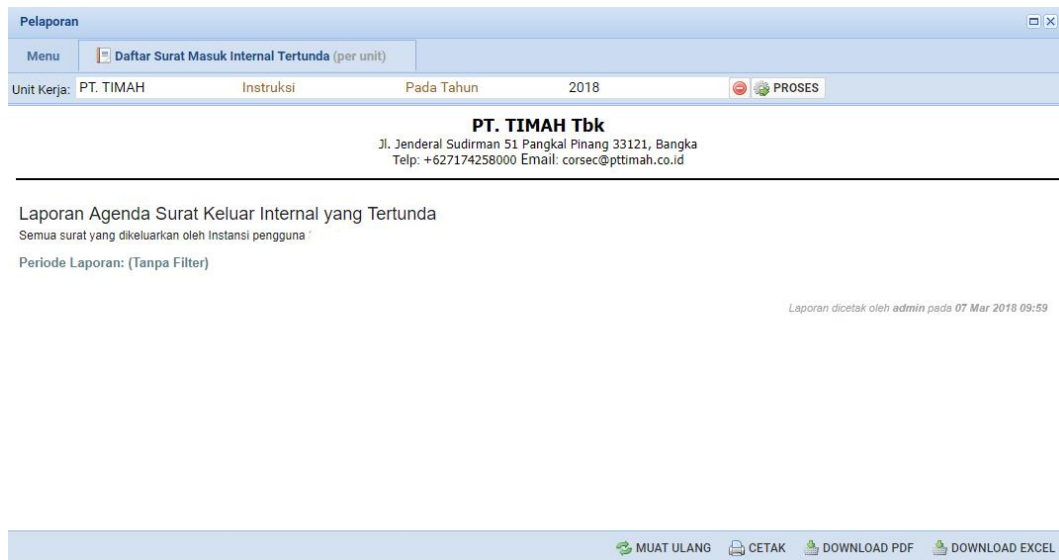 Pelaporan
Menu Daftar Surat Masuk Internal Tertunda (per unit)
Unit Kerja: PT. TIMAH Instruksi Pada Tahun 2018 PROSES
PT. TIMAH Tbk
Jl. Jenderal Sudirman 51 Pangkal Pinang 33121, Bangka
Telp: +627174258000 Email: corsec@pttimah.co.id
Laporan Agenda Surat Keluar Internal yang Tertunda
Semua surat yang dikeluarkan oleh Instansi pengguna
Periode Laporan: (Tanpa Filter)
Laporan dicetak oleh admin pada 07 Mar 2018 09:59
MUAT ULANG CETAK DOWNLOAD PDF DOWNLOAD EXCEL